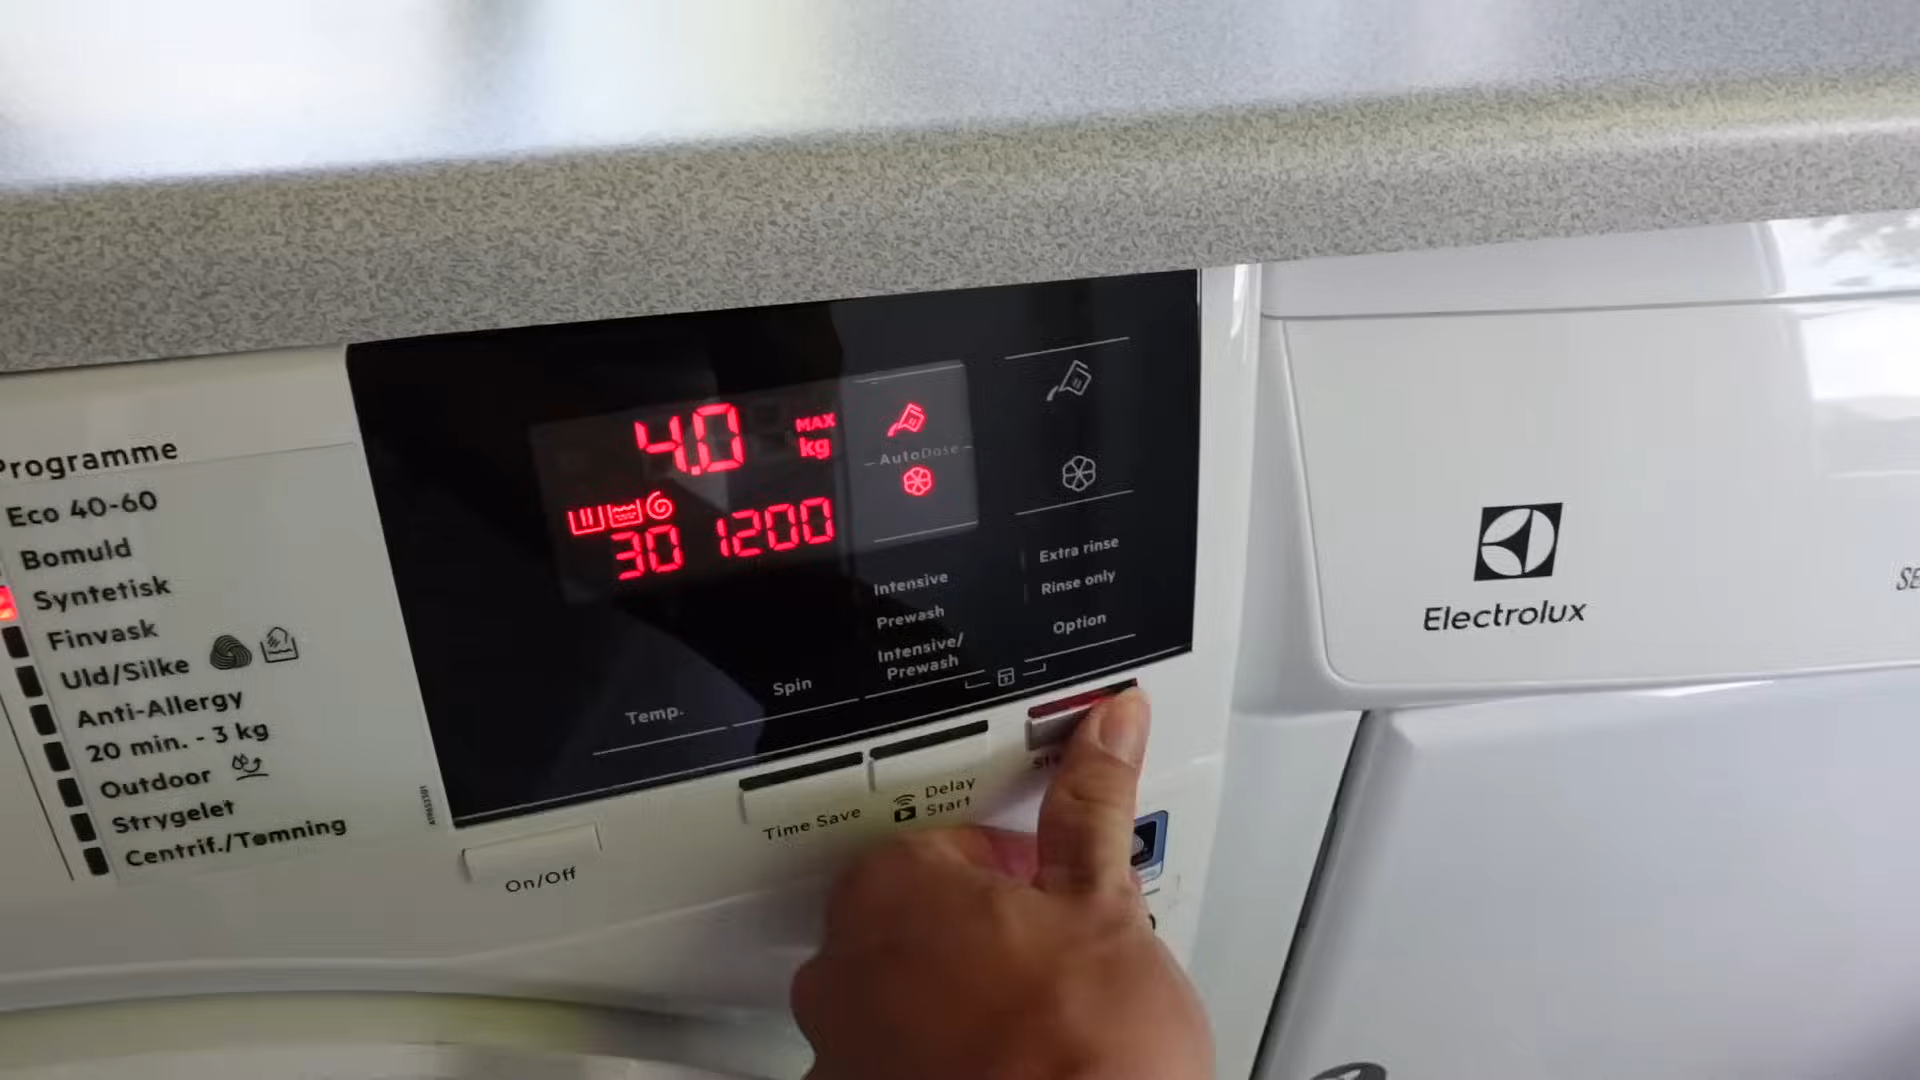 Programme
Eco 40-60
Bomuld
Syntetisk
Finvask
Uld/Silke
Anti-Allergy
20 min. - 3 kg
Outdoor
Strygelet
Centrif./Tømning
On/Off
4.0
MAX
kg
30 1200
AutoDose
Temp.
Spin
Intensive
Prewash
Intensive/
Prewash
Extra rinse
Rinse only
Option
Time Save
Delay
Start
Electrolux